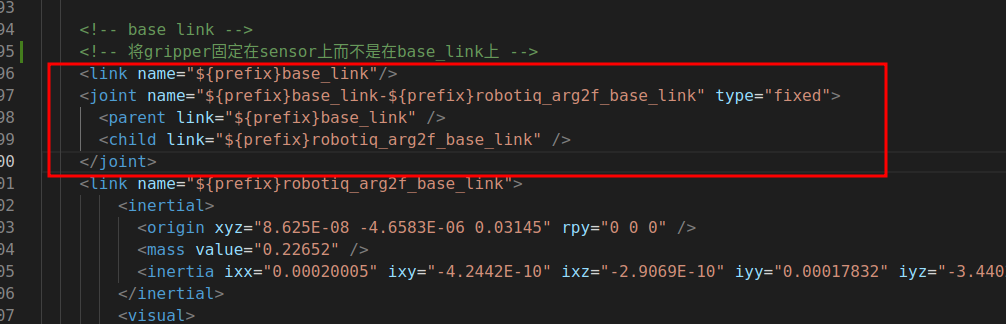 93
94 <!-- base link -->
95 <!-- 将gripper固定在sensor上而不是在base_link上 -->
96 <link name="${prefix}base_link"/>
97 <joint name="${prefix}base_link-${prefix}robotiq_arg2f_base_link" type="fixed">
98 <parent link="${prefix}base_link" />
99 <child link="${prefix}robotiq_arg2f_base_link" />
00 </joint>
01 <link name="${prefix}robotiq_arg2f_base_link">
02 <inertial>
03 <origin xyz="8.625E-08 -4.6583E-06 0.03145" rpy="0 0 0" />
04 <mass value="0.22652" />
05 <inertia ixx="0.00020005" ixy="-4.2442E-10" ixz="-2.9069E-10" iyy="0.00017832" iyz="-3.440
06 </inertial>
07 <visual>